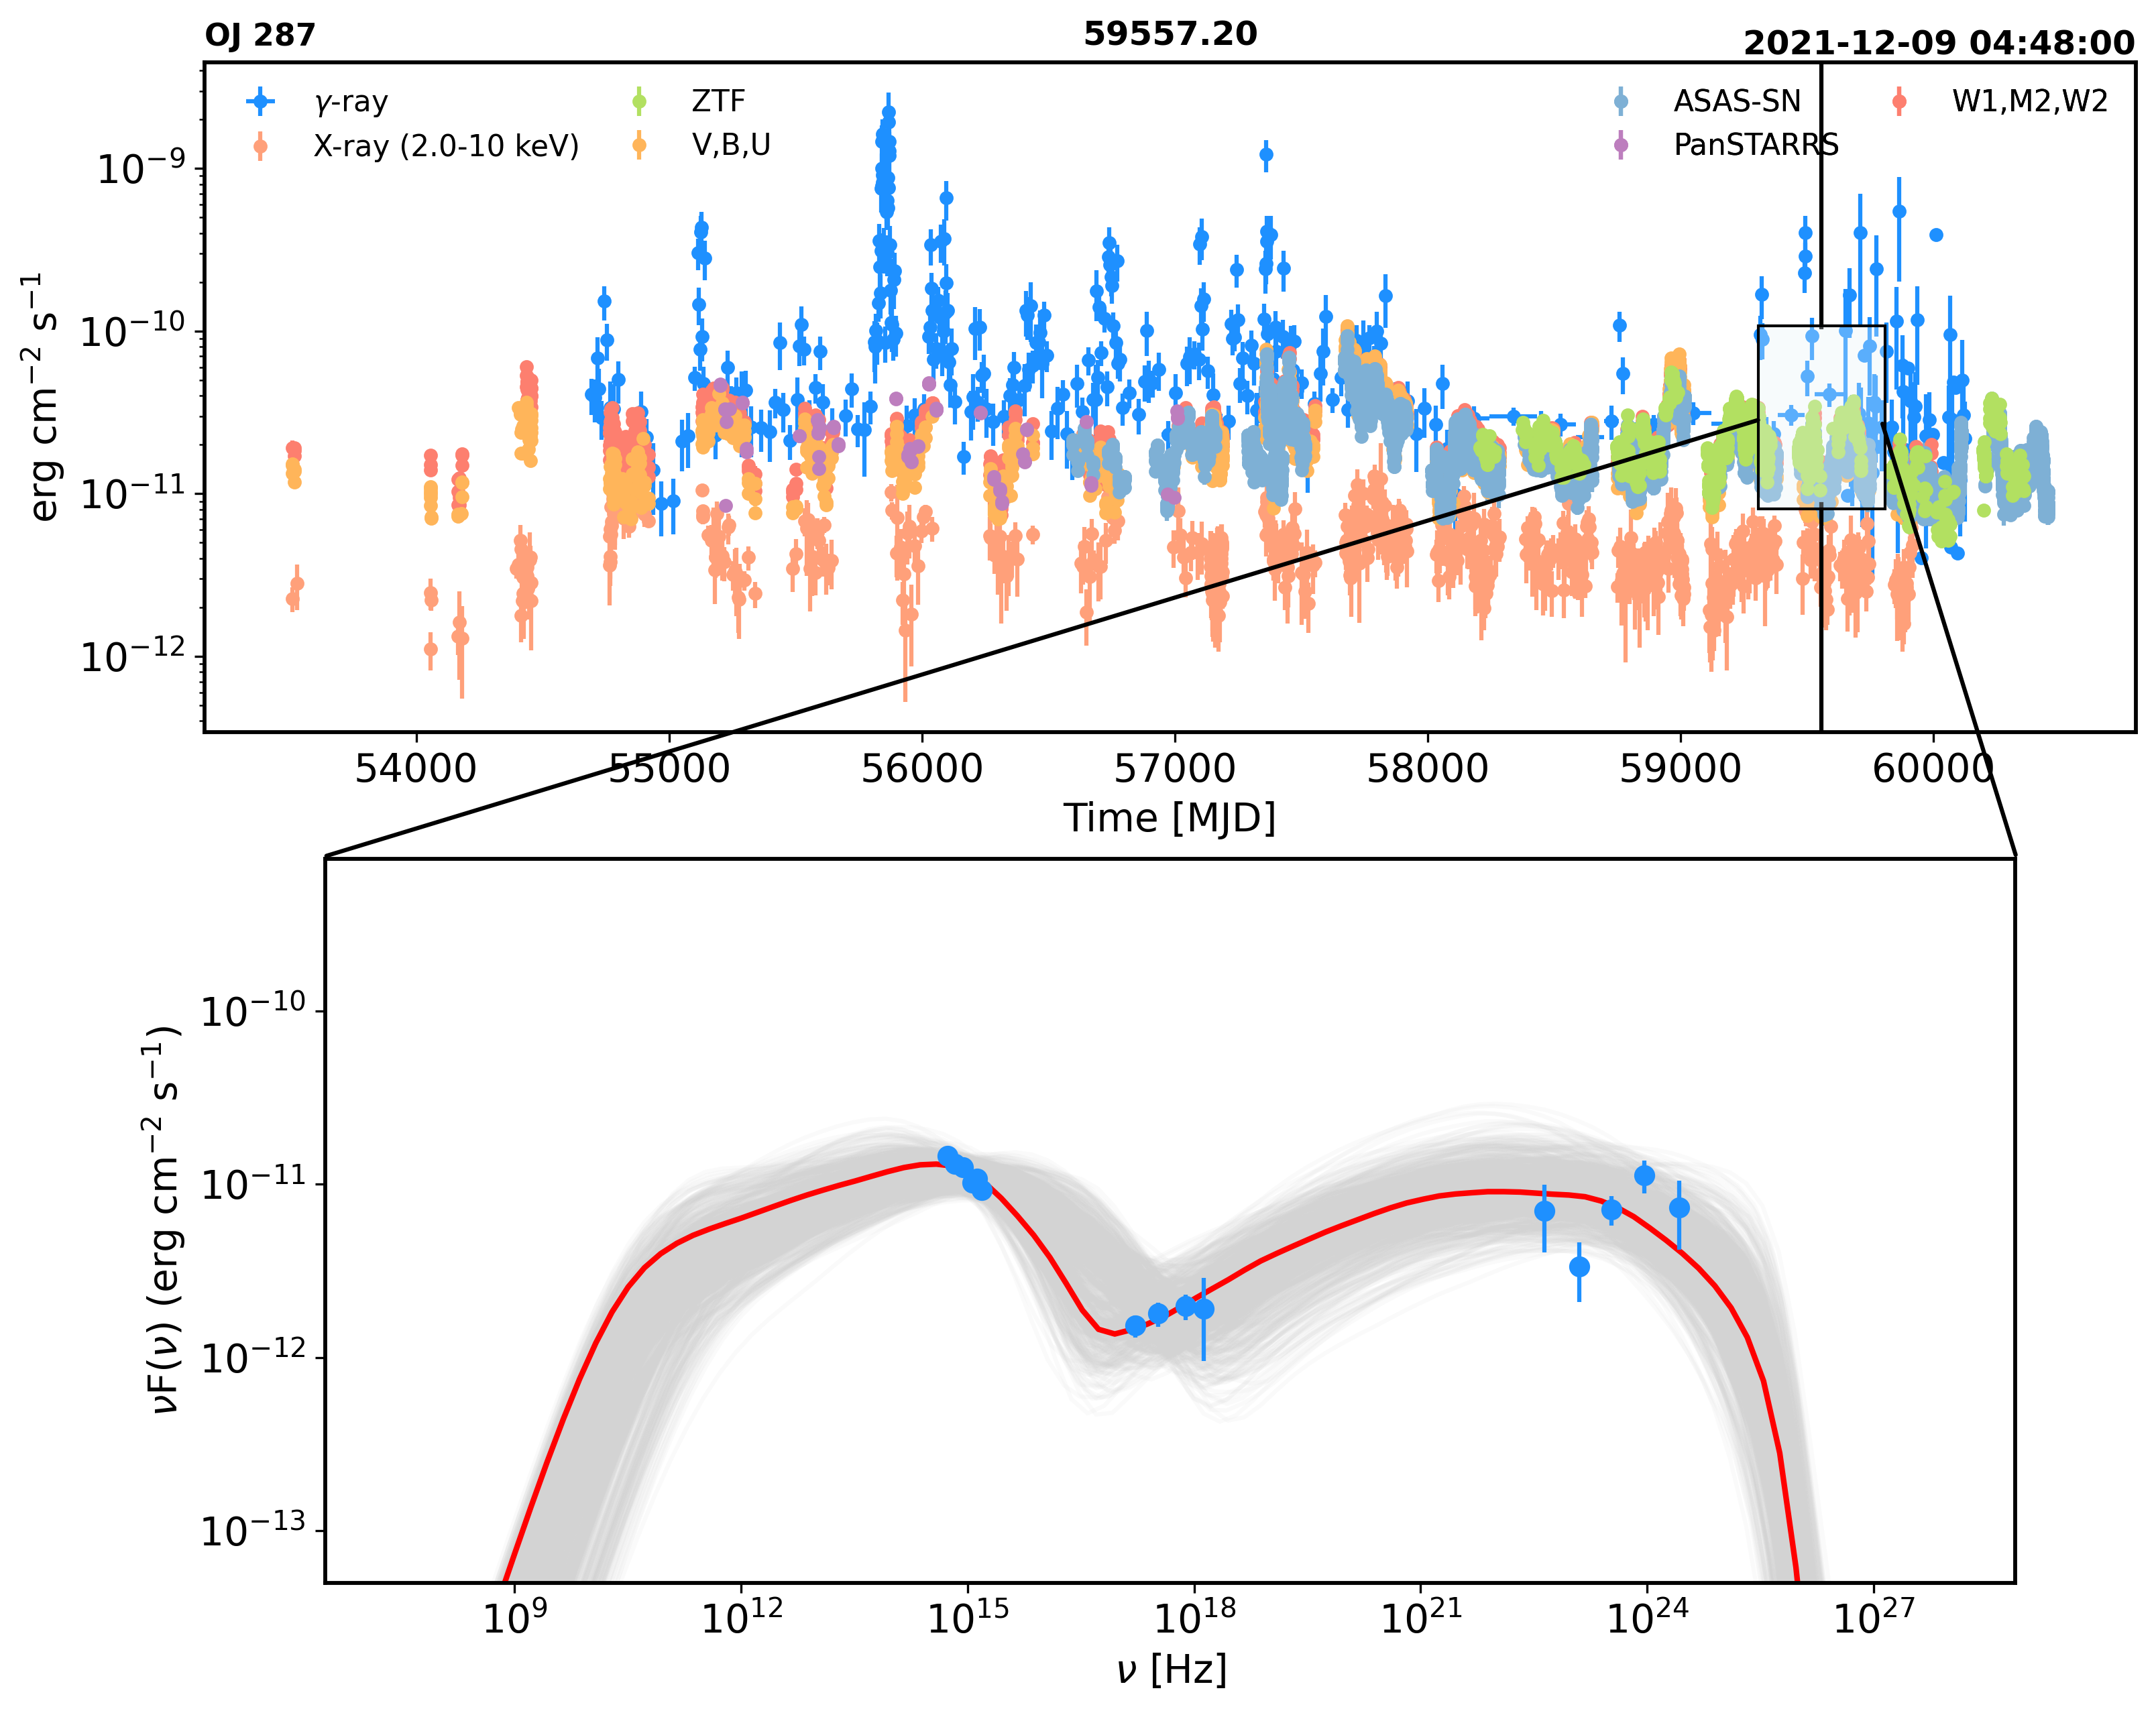 OJ 287 59557.20 2021-12-09 04:48:00
γ-ray ZTF ASAS-SN W1,M2,W2
X-ray (2.0-10 keV) V,B,U PanSTARRS
10⁻⁹
10⁻¹⁰
10⁻¹¹
10⁻¹²
erg cm⁻² s⁻¹
54000 55000 56000 57000 58000 59000 60000
Time [MJD]
10⁻¹⁰
10⁻¹¹
10⁻¹²
10⁻¹³
νF(ν) (erg cm⁻² s⁻¹)
10⁹ 10¹² 10¹⁵ 10¹⁸ 10²¹ 10²⁴ 10²⁷
ν [Hz]